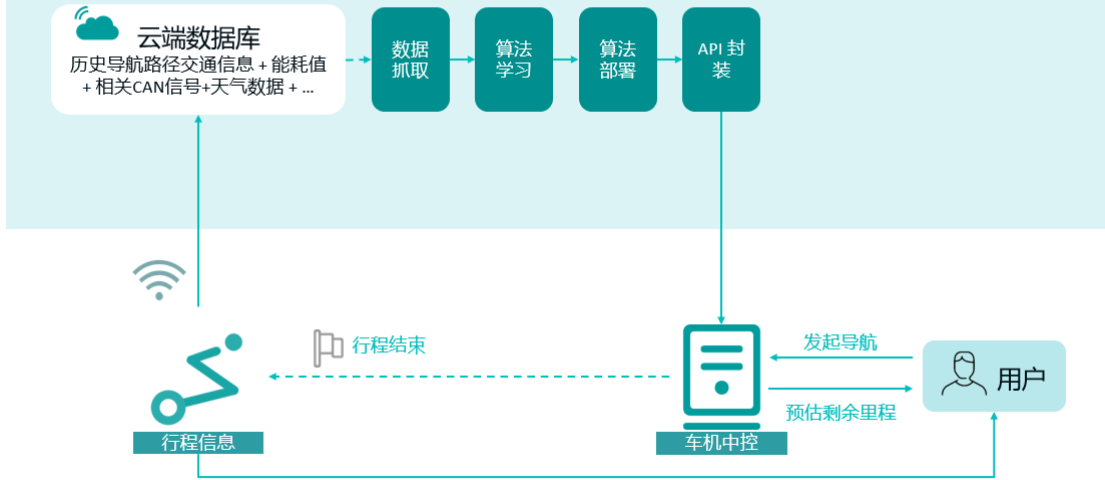 云端数据库
历史导航路径交通信息 + 能耗值
+ 相关CAN信号+天气数据 + ...
数据
抓取
算法
学习
算法
部署
API 封
装
行程结束
发起导航
用户
预估剩余里程
行程信息
车机中控